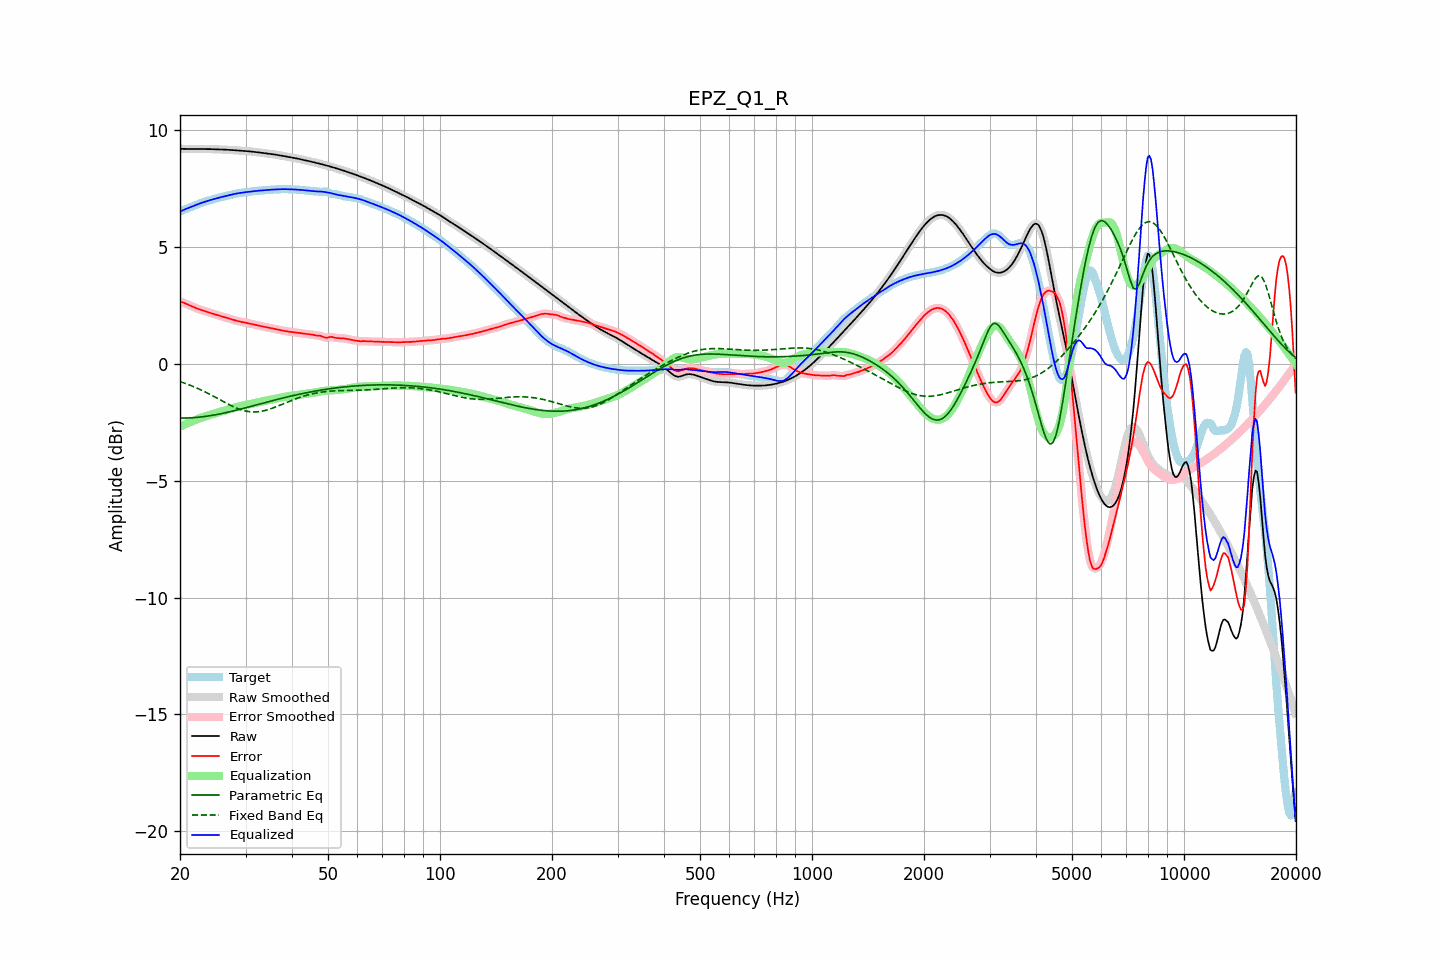 EPZ_Q1_R
Amplitude (dBr)
10
5
0
−5
−10
−15
−20
Target
Raw Smoothed
Error Smoothed
Raw
Error
Equalization
Parametric Eq
Fixed Band Eq
Equalized
20 50 100 200 500 1000 2000 5000 10000 20000
Frequency (Hz)